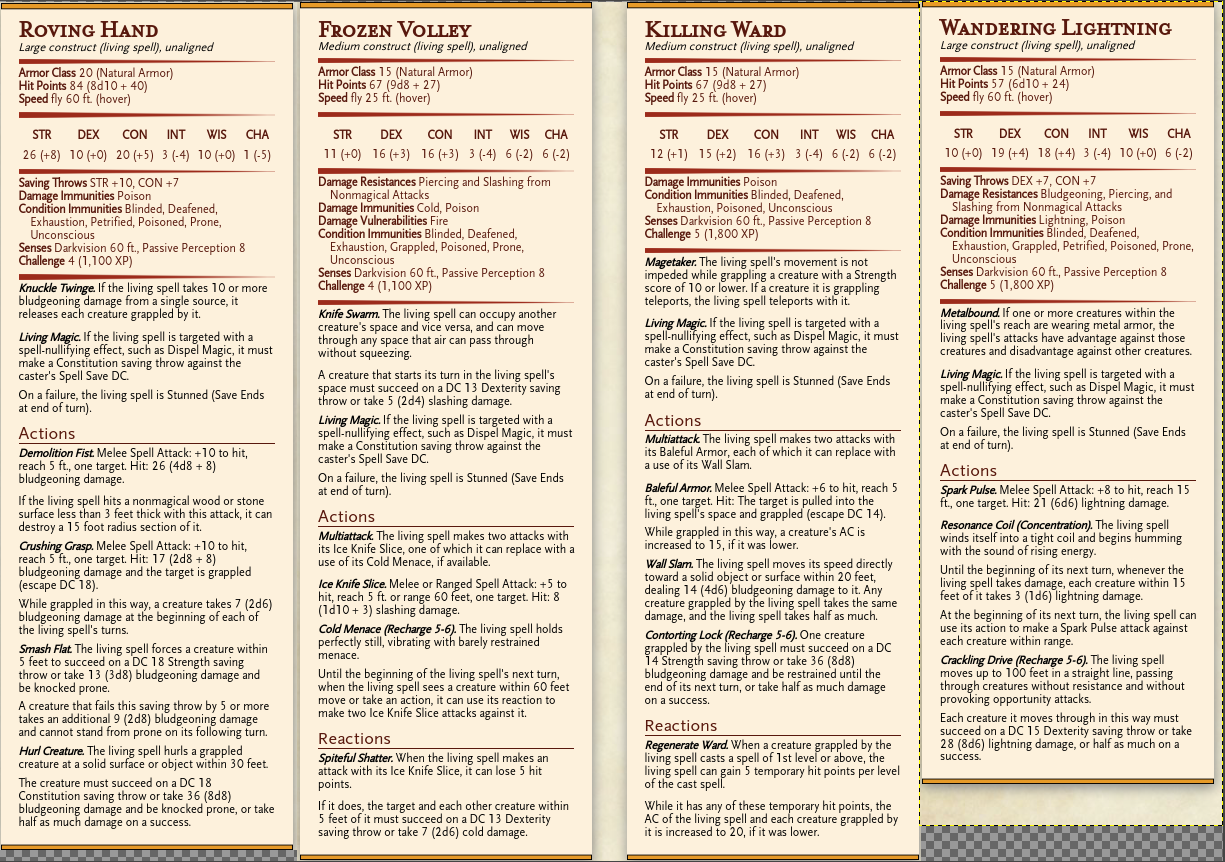 ROVING HAND
Large construct (living spell), unaligned
Armor Class 20 (Natural Armor)
Hit Points 84 (8d10 + 40)
Speed fly 60 ft. (hover)
STR DEX CON INT WIS CHA
26 (+8) 10 (+0) 20 (+5) 3 (-4) 10 (+0) 1 (-5)
Saving Throws STR +10, CON +7
Damage Immunities Poison
Condition Immunities Blinded, Deafened,
Exhaustion, Petrified, Poisoned, Prone,
Unconscious
Senses Darkvision 60 ft., Passive Perception 8
Challenge 4 (1,100 XP)
Knuckle Twinge. If the living spell takes 10 or more
bludgeoning damage from a single source, it
releases each creature grappled by it.
Living Magic. If the living spell is targeted with a
spell-nullifying effect, such as Dispel Magic, it must
make a Constitution saving throw against the
caster's Spell Save DC.
On a failure, the living spell is Stunned (Save Ends
at end of turn).
Actions
Demolition Fist. Melee Spell Attack: +10 to hit,
reach 5 ft., one target. Hit: 26 (4d8 + 8)
bludgeoning damage.
If the living spell hits a nonmagical wood or stone
surface less than 3 feet thick with this attack, it can
destroy a 15 foot radius section of it.
Crushing Grasp. Melee Spell Attack: +10 to hit,
reach 5 ft., one target. Hit: 17 (2d8 + 8)
bludgeoning damage and the target is grappled
(escape DC 18).
While grappled in this way, a creature takes 7 (2d6)
bludgeoning damage at the beginning of each of
the living spell's turns.
Smash Flat. The living spell forces a creature within
5 feet to succeed on a DC 18 Strength saving
throw or take 13 (3d8) bludgeoning damage and
be knocked prone.
A creature that fails this saving throw by 5 or more
takes an additional 9 (2d8) bludgeoning damage
and cannot stand from prone on its following turn.
Hurl Creature. The living spell hurls a grappled
creature at a solid surface or object within 30 feet.
The creature must succeed on a DC 18
Constitution saving throw or take 36 (8d8)
bludgeoning damage and be knocked prone, or take
half as much damage on a success.
FROZEN VOLLEY
Medium construct (living spell), unaligned
Armor Class 15 (Natural Armor)
Hit Points 67 (9d8 + 27)
Speed fly 25 ft. (hover)
STR DEX CON INT WIS CHA
11 (+0) 16 (+3) 16 (+3) 3 (-4) 6 (-2) 6 (-2)
Damage Resistances Piercing and Slashing from
Nonmagical Attacks
Damage Immunities Cold, Poison
Damage Vulnerabilities Fire
Condition Immunities Blinded, Deafened,
Exhaustion, Grappled, Poisoned, Prone,
Unconscious
Senses Darkvision 60 ft., Passive Perception 8
Challenge 4 (1,100 XP)
Knife Swarm. The living spell can occupy another
creature's space and vice versa, and can move
through any space that air can pass through
without squeezing.
A creature that starts its turn in the living spell's
space must succeed on a DC 13 Dexterity saving
throw or take 5 (2d4) slashing damage.
Living Magic. If the living spell is targeted with a
spell-nullifying effect, such as Dispel Magic, it must
make a Constitution saving throw against the
caster's Spell Save DC.
On a failure, the living spell is Stunned (Save Ends
at end of turn).
Actions
Multiattack. The living spell makes two attacks with
its Ice Knife Slice, one of which it can replace with a
use of its Cold Menace, if available.
Ice Knife Slice. Melee or Ranged Spell Attack: +5 to
hit, reach 5 ft. or range 60 feet, one target. Hit: 8
(1d10 + 3) slashing damage.
Cold Menace (Recharge 5-6). The living spell holds
perfectly still, vibrating with barely restrained
menace.
Until the beginning of the living spell's next turn,
when the living spell sees a creature within 60 feet
move or take an action, it can use its reaction to
make two Ice Knife Slice attacks against it.
Reactions
Spiteful Shatter. When the living spell makes an
attack with its Ice Knife Slice, it can lose 5 hit
points.
If it does, the target and each other creature within
5 feet of it must succeed on a DC 13 Dexterity
saving throw or take 7 (2d6) cold damage.
KILLING WARD
Medium construct (living spell), unaligned
Armor Class 15 (Natural Armor)
Hit Points 67 (9d8 + 27)
Speed fly 25 ft. (hover)
STR DEX CON INT WIS CHA
12 (+1) 15 (+2) 16 (+3) 3 (-4) 6 (-2) 6 (-2)
Damage Immunities Poison
Condition Immunities Blinded, Deafened,
Exhaustion, Poisoned, Unconscious
Senses Darkvision 60 ft., Passive Perception 8
Challenge 5 (1,800 XP)
Magetaker. The living spell's movement is not
impeded while grappling a creature with a Strength
score of 10 or lower. If a creature it is grappling
teleports, the living spell teleports with it.
Living Magic. If the living spell is targeted with a
spell-nullifying effect, such as Dispel Magic, it must
make a Constitution saving throw against the
caster's Spell Save DC.
On a failure, the living spell is Stunned (Save Ends
at end of turn).
Actions
Multiattack. The living spell makes two attacks with
its Baleful Armor, each of which it can replace with
a use of its Wall Slam.
Baleful Armor. Melee Spell Attack: +6 to hit, reach 5
ft., one target. Hit: The target is pulled into the
living spell's space and grappled (escape DC 14).
While grappled in this way, a creature's AC is
increased to 15, if it was lower.
Wall Slam. The living spell moves its speed directly
toward a solid object or surface within 20 feet,
dealing 14 (4d6) bludgeoning damage to it. Any
creature grappled by the living spell takes the same
damage, and the living spell takes half as much.
Contorting Lock (Recharge 5-6). One creature
grappled by the living spell must succeed on a DC
14 Strength saving throw or take 36 (8d8)
bludgeoning damage and be restrained until the
end of its next turn, or take half as much damage
on a success.
Reactions
Regenerate Ward. When a creature grappled by the
living spell casts a spell of 1st level or above, the
living spell can gain 5 temporary hit points per level
of the cast spell.
While it has any of these temporary hit points, the
AC of the living spell and each creature grappled by
it is increased to 20, if it was lower.
WANDERING LIGHTNING
Large construct (living spell), unaligned
Armor Class 15 (Natural Armor)
Hit Points 57 (6d10 + 24)
Speed fly 60 ft. (hover)
STR DEX CON INT WIS CHA
10 (+0) 19 (+4) 18 (+4) 3 (-4) 10 (+0) 6 (-2)
Saving Throws DEX +7, CON +7
Damage Resistances Bludgeoning, Piercing, and
Slashing from Nonmagical Attacks
Damage Immunities Lightning, Poison
Condition Immunities Blinded, Deafened,
Exhaustion, Grappled, Petrified, Poisoned, Prone,
Unconscious
Senses Darkvision 60 ft., Passive Perception 8
Challenge 5 (1,800 XP)
Metalbound. If one or more creatures within the
living spell's reach are wearing metal armor, the
living spell's attacks have advantage against those
creatures and disadvantage against other creatures.
Living Magic. If the living spell is targeted with a
spell-nullifying effect, such as Dispel Magic, it must
make a Constitution saving throw against the
caster's Spell Save DC.
On a failure, the living spell is Stunned (Save Ends
at end of turn).
Actions
Spark Pulse. Melee Spell Attack: +8 to hit, reach 15
ft., one target. Hit: 21 (6d6) lightning damage.
Resonance Coil (Concentration). The living spell
winds itself into a tight coil and begins humming
with the sound of rising energy.
Until the beginning of its next turn, whenever the
living spell takes damage, each creature within 15
feet of it takes 3 (1d6) lightning damage.
At the beginning of its next turn, the living spell can
use its action to make a Spark Pulse attack against
each creature within range.
Crackling Drive (Recharge 5-6). The living spell
moves up to 100 feet in a straight line, passing
through creatures without resistance and without
provoking opportunity attacks.
Each creature it moves through in this way must
succeed on a DC 15 Dexterity saving throw or take
28 (8d6) lightning damage, or half as much on a
success.